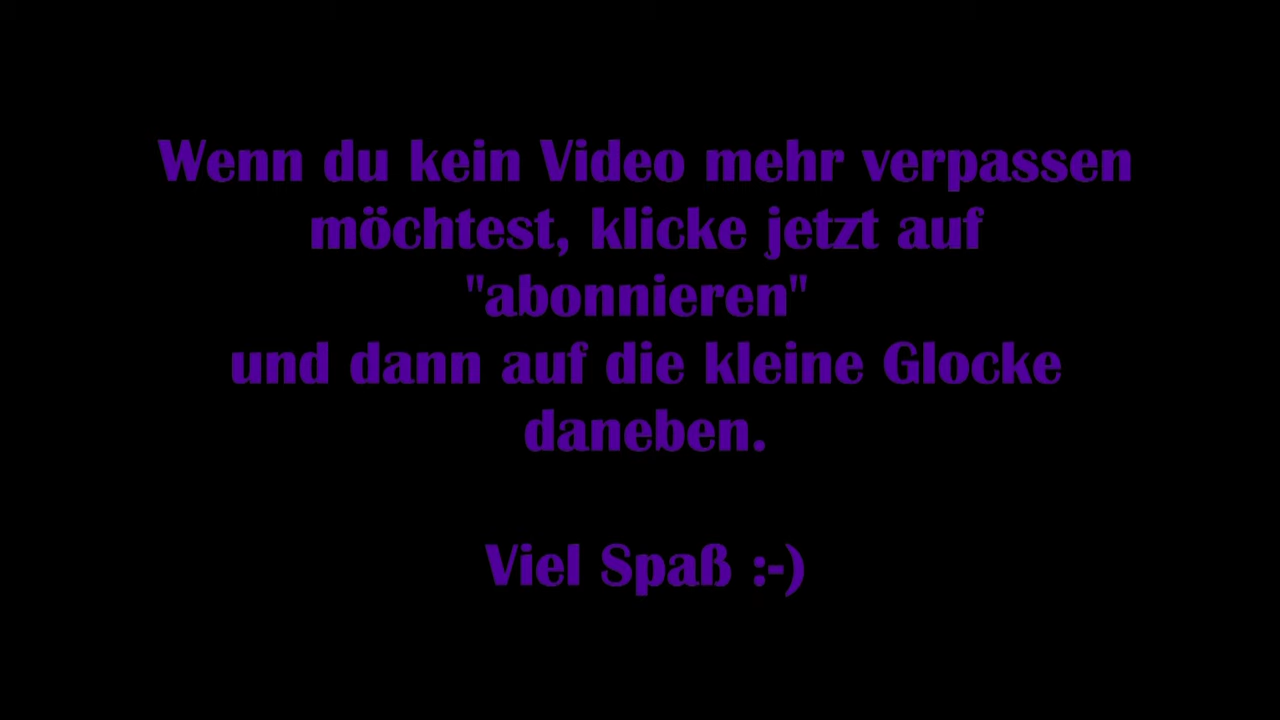 Wenn du kein Video mehr verpassen
möchtest, klicke jetzt auf
"abonnieren"
und dann auf die kleine Glocke
daneben.
Viel Spaß :-)